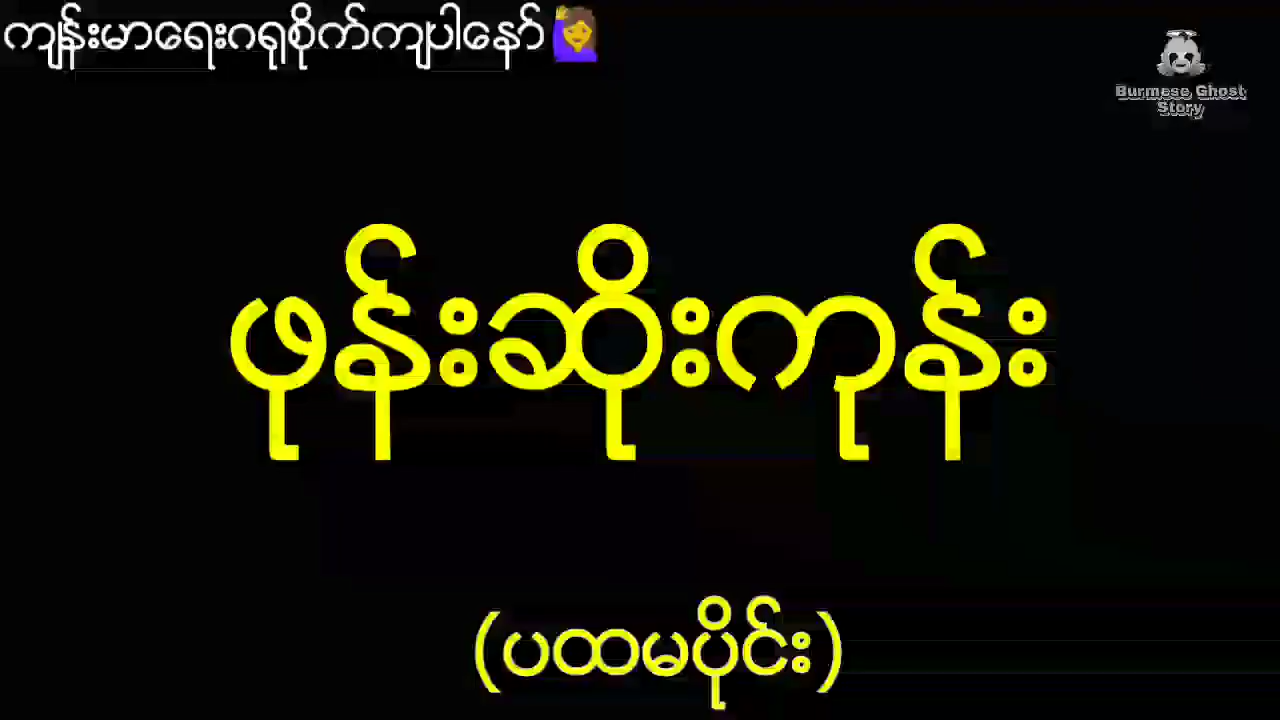 ကျန်းမာရေးဂရုစိုက်ကျပါနော်🙋‍♀️
Burmese Ghost
Story
ဖုန်းဆိုးကုန်း
(ပထမပိုင်း)